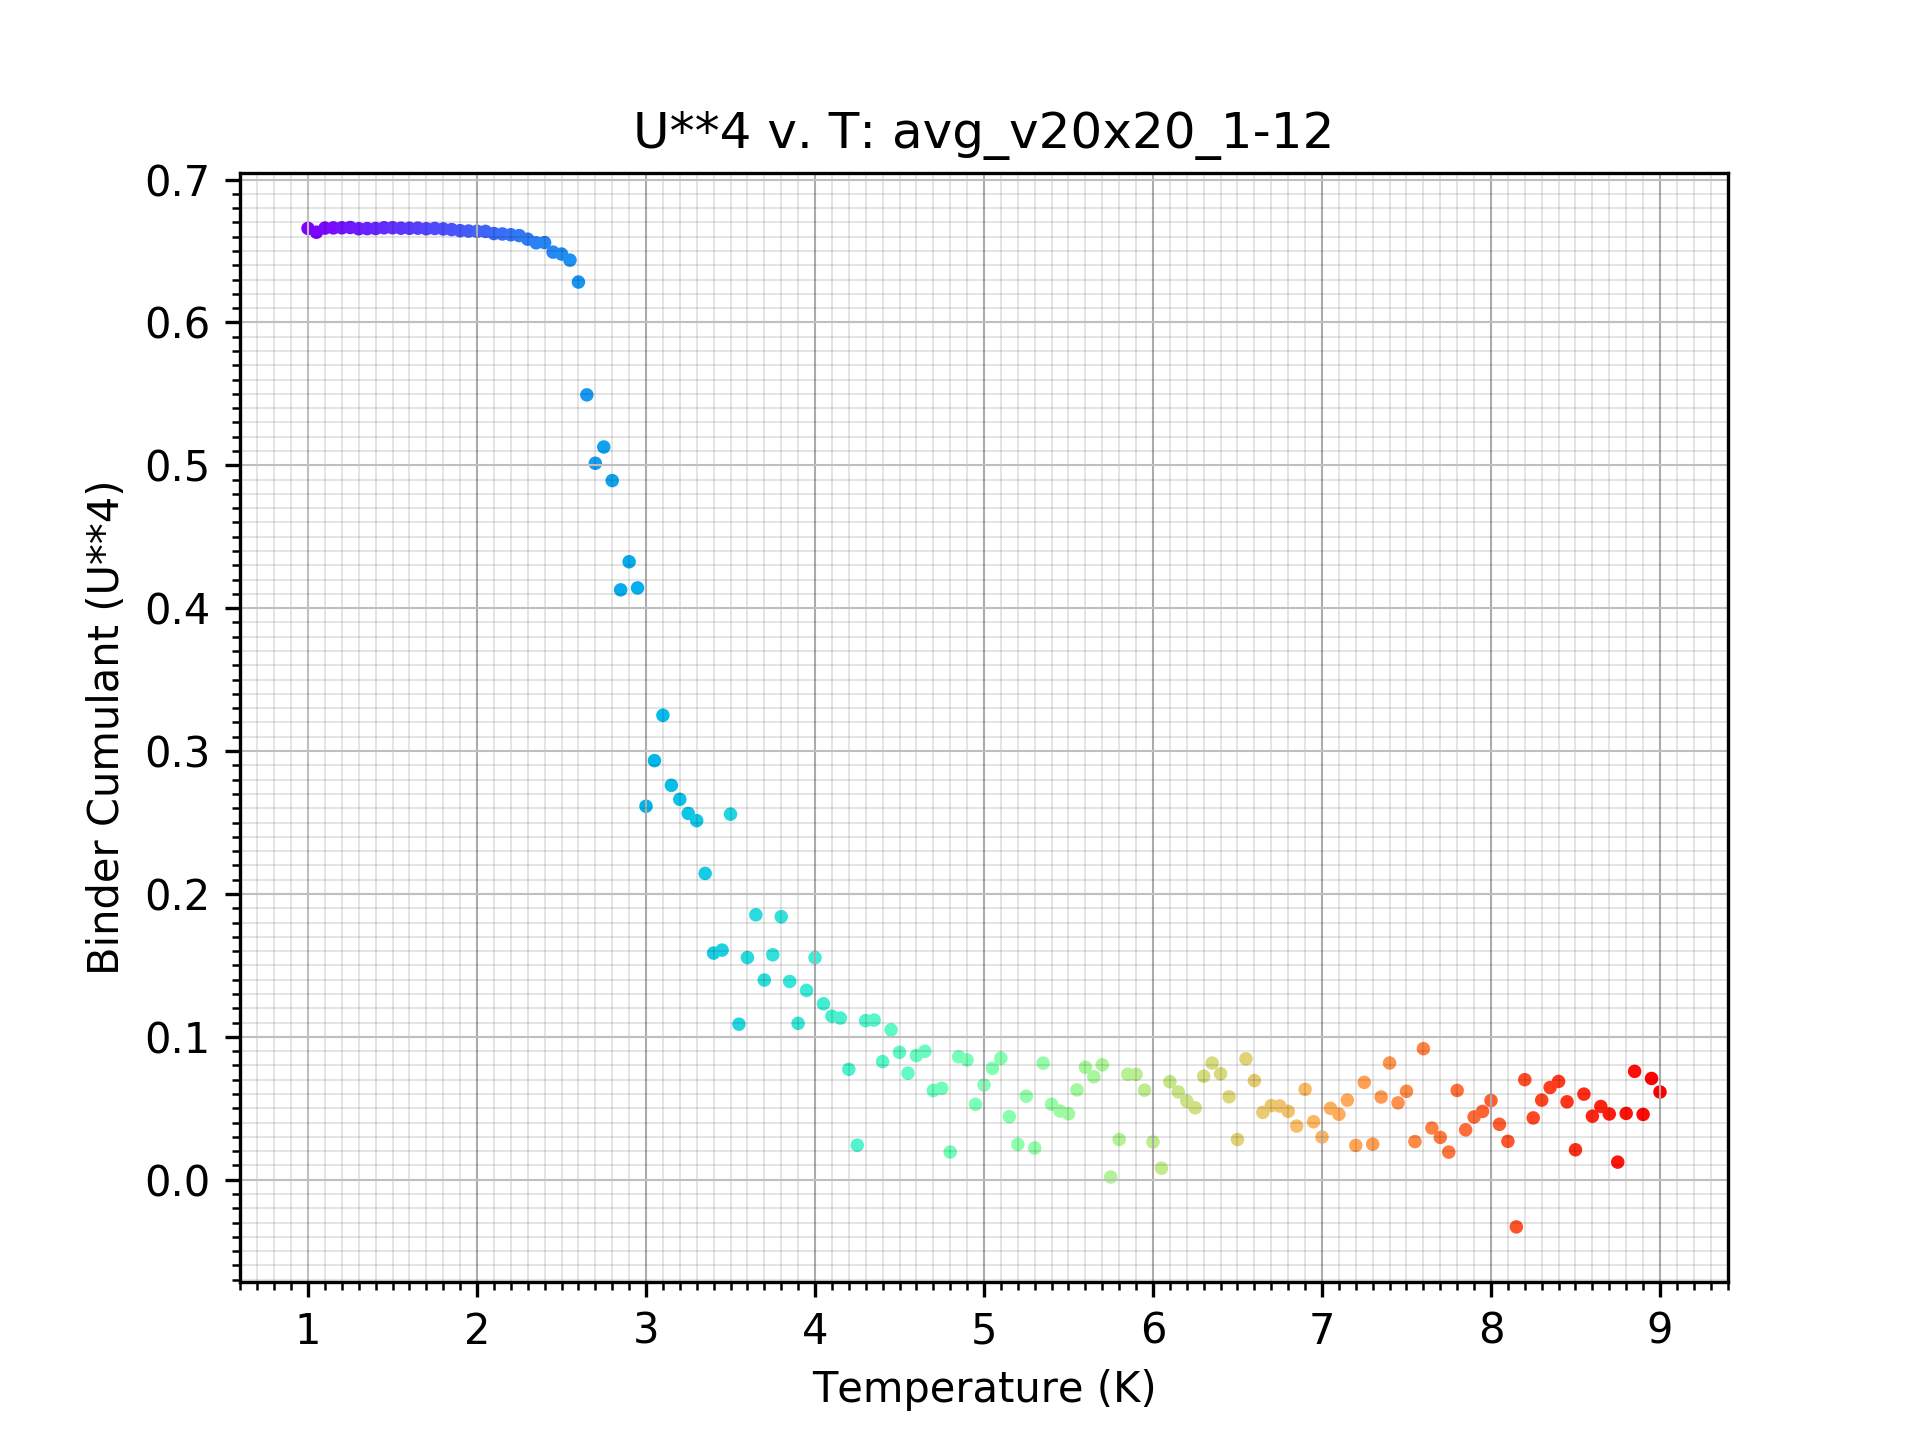 U**4 v. T: avg_v20x20_1-12
0.7
0.6
0.5
0.4
0.3
0.2
0.1
0.0
Binder Cumulant (U**4)
1 2 3 4 5 6 7 8 9
Temperature (K)